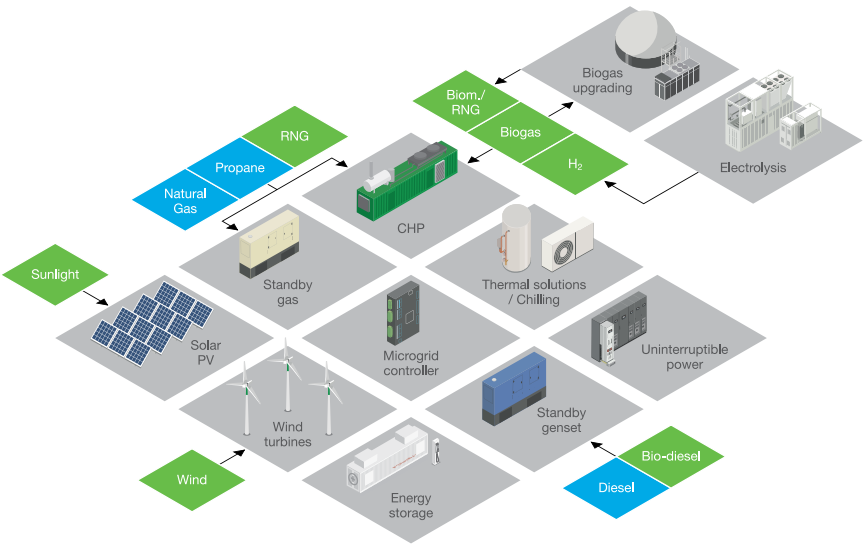 Biogas
upgrading
Biom./
RNG
Biogas
H₂
Electrolysis
RNG
Propane
Natural
Gas
CHP
Standby
gas
Thermal solutions
/ Chilling
Sunlight
Solar
PV
Microgrid
controller
Uninterruptible
power
Wind
turbines
Standby
genset
Wind
Energy
storage
Bio-diesel
Diesel